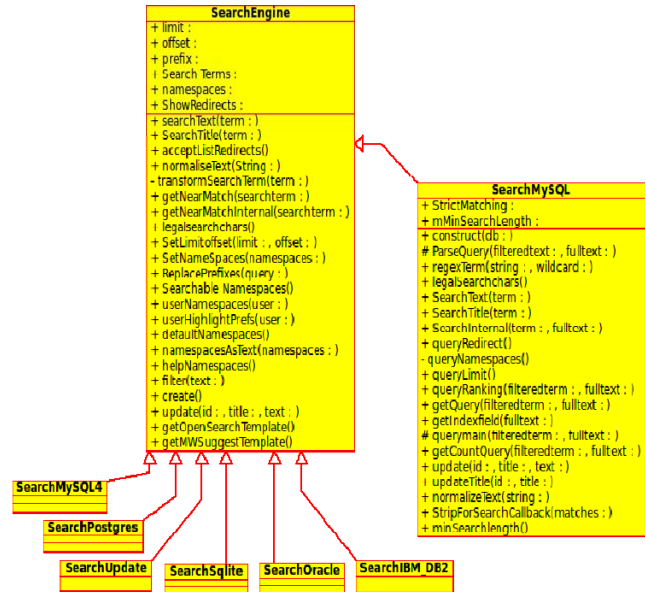 SearchEngine
+ limit :
+ offset :
+ prefix :
+ Search Terms :
+ namespaces :
+ ShowRedirects :
+ searchText(term : )
+ SearchTitle(term : )
+ acceptListRedirects()
+ normaliseText(String : )
- transformSearchTerm(term : )
+ getNearMatch(searchterm : )
+ getNearMatchInternal(searchterm : )
+ legalsearchchars()
+ SetLimitoffset(limit : , offset : )
+ SetNameSpaces(namespaces : )
+ ReplacePrefixes(query : )
+ Searchable Namespaces()
+ userNamespaces(user : )
+ userHighlightPrefs(user : )
+ defaultNamespaces()
+ namespacesAsText(namespaces : )
+ helpNamespaces()
+ filter(text : )
+ create()
+ update(id : , title : , text : )
+ getOpenSearchTemplate()
+ getMWSuggestTemplate()
SearchMySQL
+ StrictMatching :
+ mMinSearchLength :
+ construct(db : )
# ParseQuery(filteredtext : , fulltext : )
+ regexTerm(string : , wildcard : )
+ legalSearchchars()
+ SearchText(term : )
+ SearchTitle(term : )
+ SearchInternal(term : , fulltext : )
+ queryRedirect()
- queryNamespaces()
+ queryLimit()
+ queryRanking(filteredterm : , fulltext : )
+ getQuery(filteredterm : , fulltext : )
+ getIndexfield(fulltext : )
# querymain(filteredterm : , fulltext : )
+ getCountQuery(filteredterm : , fulltext : )
+ update(id : , title : , text : )
+ updateTitle(id : , title : )
+ normalizeText(string : )
+ StripForSearchCallback(matches : )
+ minSearchlength()
SearchMySQL4
SearchPostgres
SearchUpdate
SearchSqlite
SearchOracle
SearchIBM_DB2